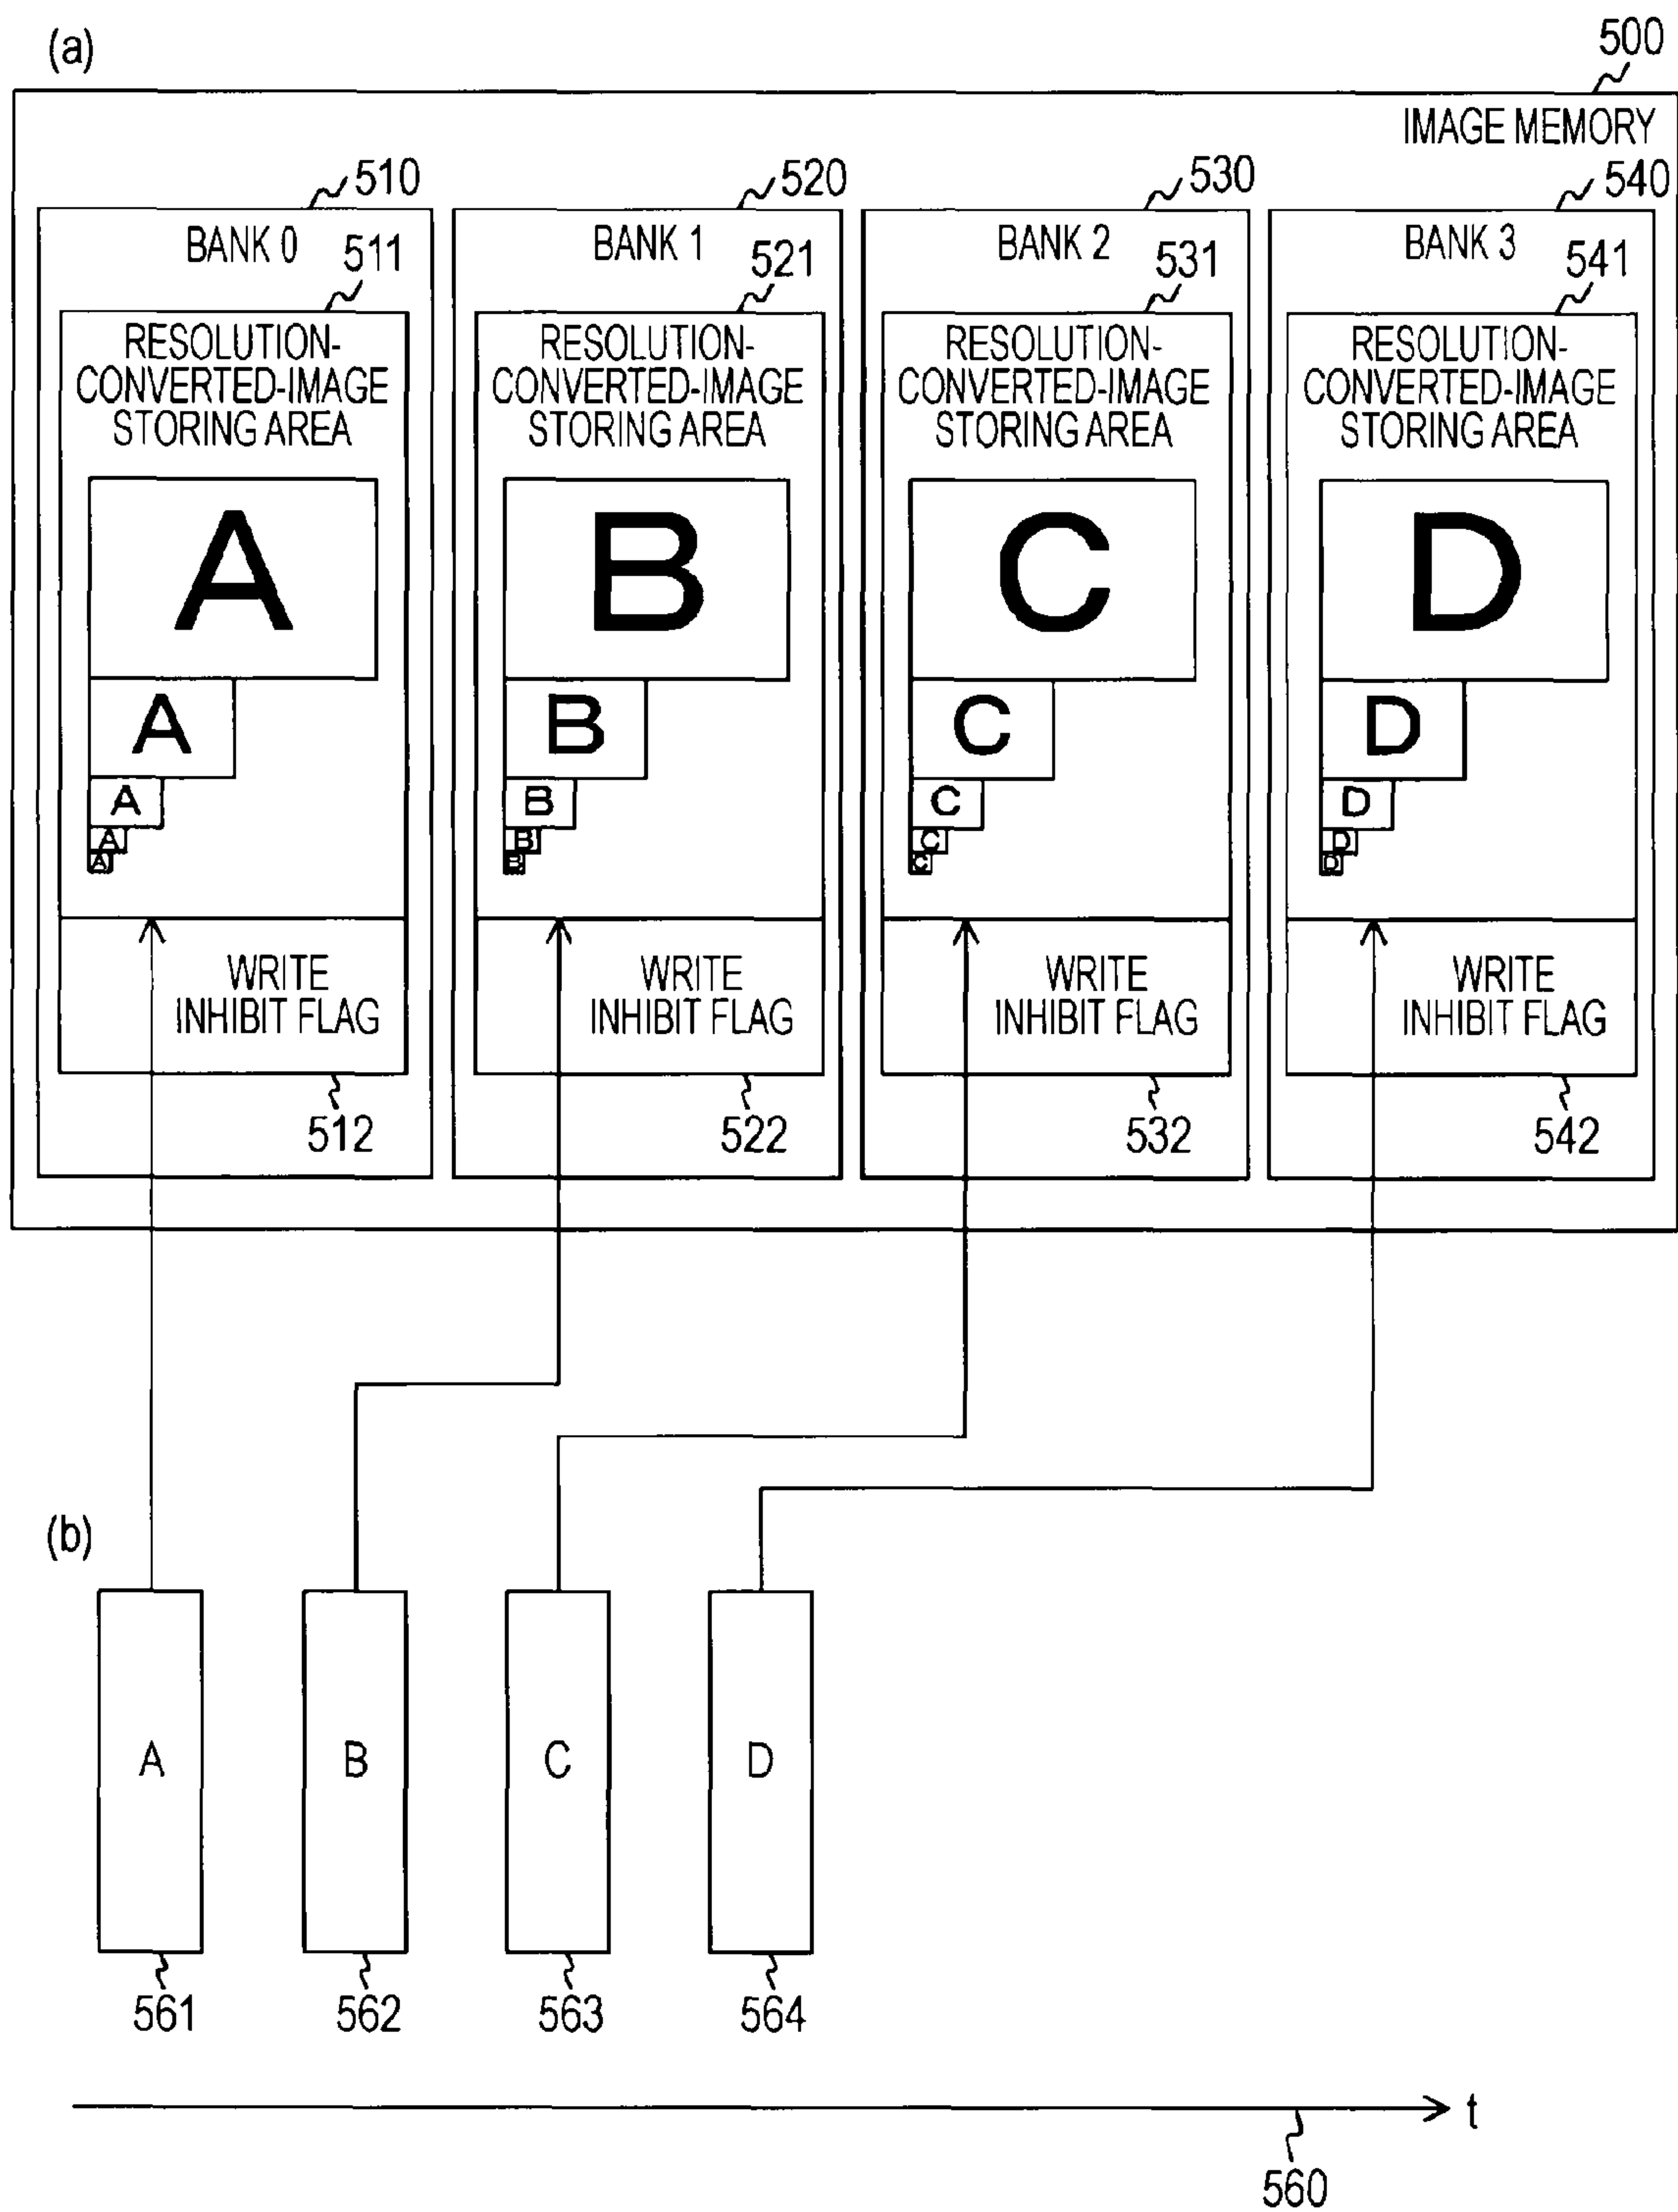 (a)
500
IMAGE MEMORY
510
520
530
540
BANK 0
511
BANK 1
521
BANK 2
531
BANK 3
541
RESOLUTION-
CONVERTED-IMAGE
STORING AREA
RESOLUTION-
CONVERTED-IMAGE
STORING AREA
RESOLUTION-
CONVERTED-IMAGE
STORING AREA
RESOLUTION-
CONVERTED-IMAGE
STORING AREA
A
B
C
D
A
B
C
D
A
B
C
D
A
B
C
D
A
B
C
D
WRITE
INHIBIT FLAG
WRITE
INHIBIT FLAG
WRITE
INHIBIT FLAG
WRITE
INHIBIT FLAG
512
522
532
542
(b)
A
B
C
D
561
562
563
564
t
560